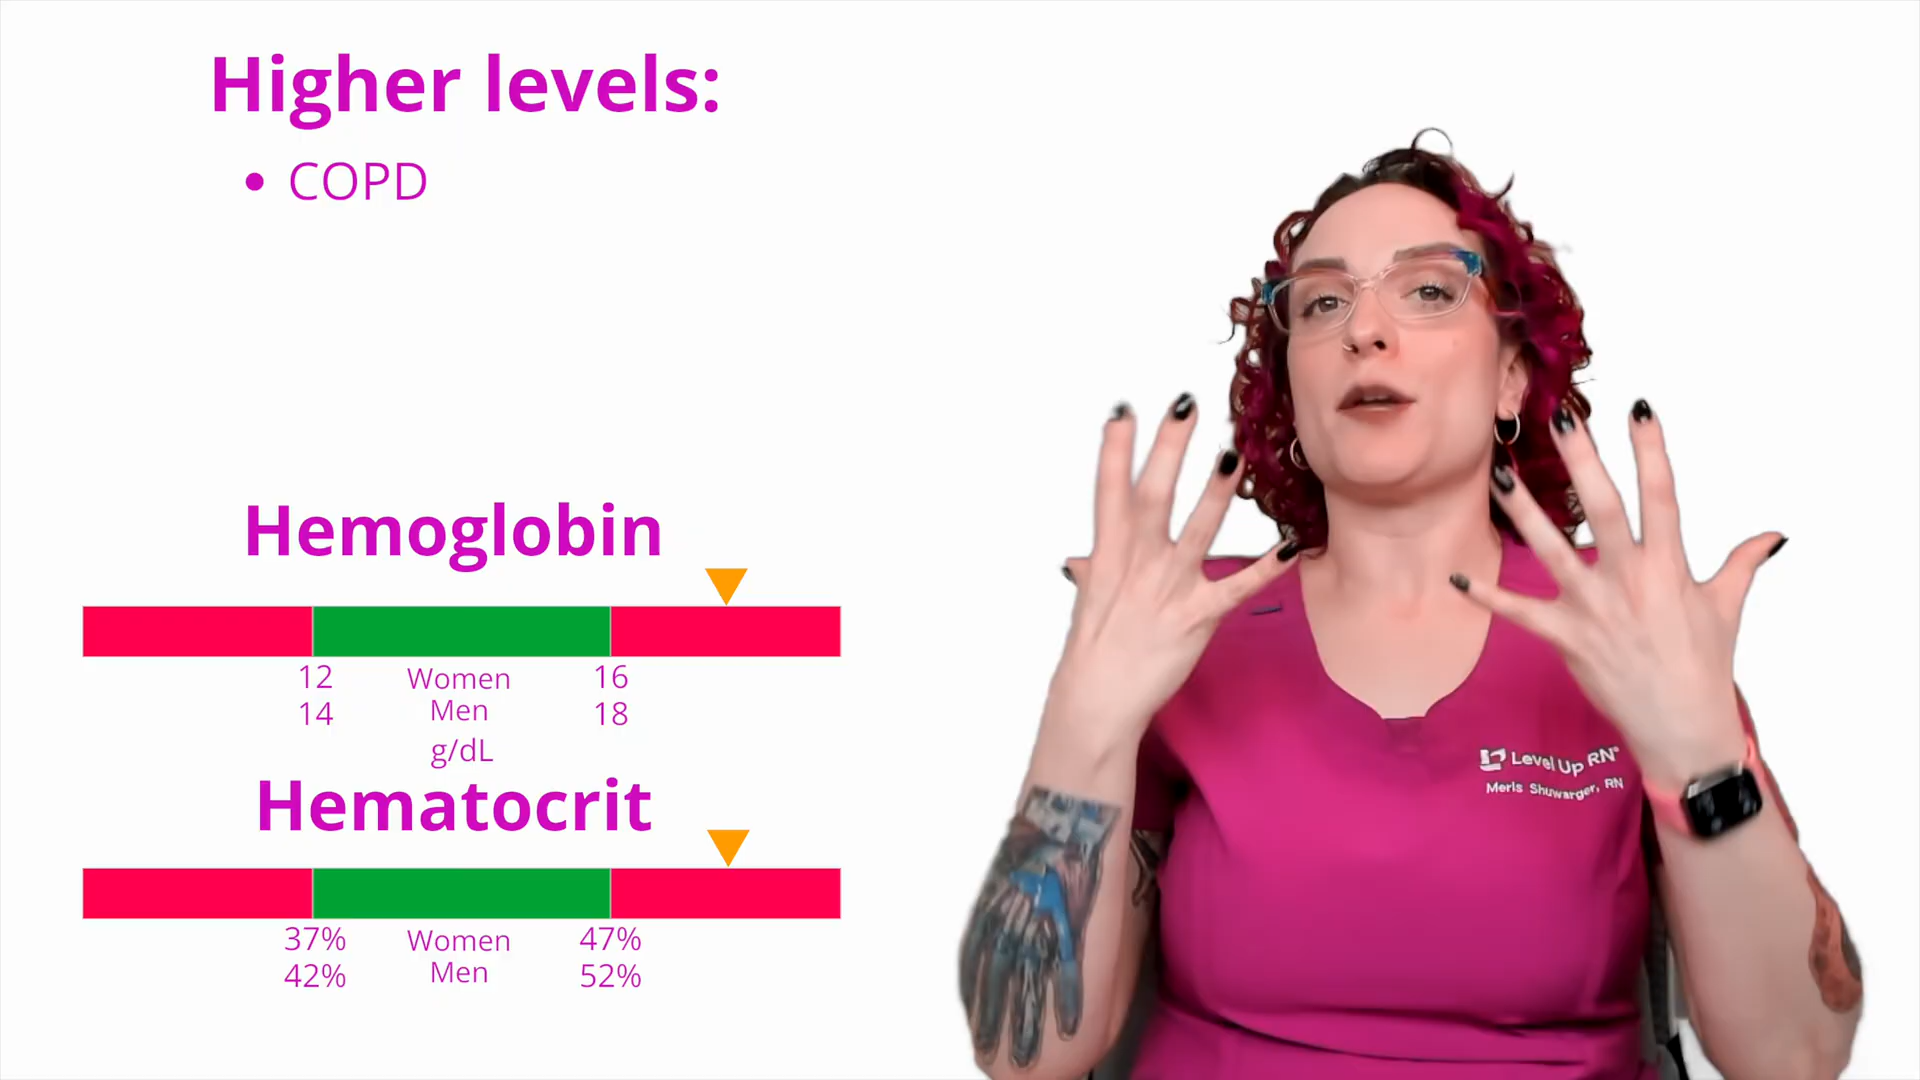 Higher levels:
• COPD
Hemoglobin
12 Women 16
14 Men 18
g/dL
Hematocrit
37% Women 47%
42% Men 52%
Level Up RN®
Meris Shuwarger, RN